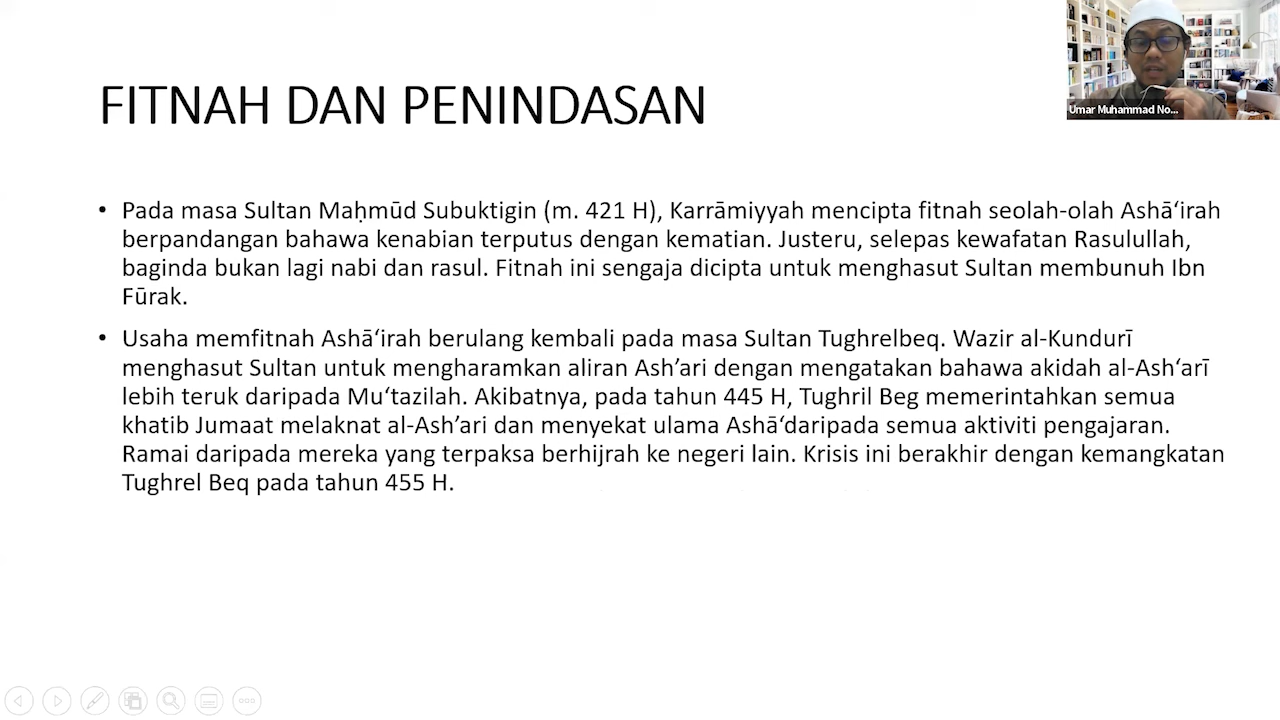 FITNAH DAN PENINDASAN
Umar Muhammad No...
• Pada masa Sultan Maḥmūd Subuktigin (m. 421 H), Karrāmiyyah mencipta fitnah seolah-olah Ashā‘irah
berpandangan bahawa kenabian terputus dengan kematian. Justeru, selepas kewafatan Rasulullah,
baginda bukan lagi nabi dan rasul. Fitnah ini sengaja dicipta untuk menghasut Sultan membunuh Ibn
Fūrak.
• Usaha memfitnah Ashā‘irah berulang kembali pada masa Sultan Tughrelbeq. Wazir al-Kundurī
menghasut Sultan untuk mengharamkan aliran Ash’ari dengan mengatakan bahawa akidah al-Ash‘arī
lebih teruk daripada Mu‘tazilah. Akibatnya, pada tahun 445 H, Tughril Beg memerintahkan semua
khatib Jumaat melaknat al-Ash’ari dan menyekat ulama Ashā‘daripada semua aktiviti pengajaran.
Ramai daripada mereka yang terpaksa berhijrah ke negeri lain. Krisis ini berakhir dengan kemangkatan
Tughrel Beq pada tahun 455 H.